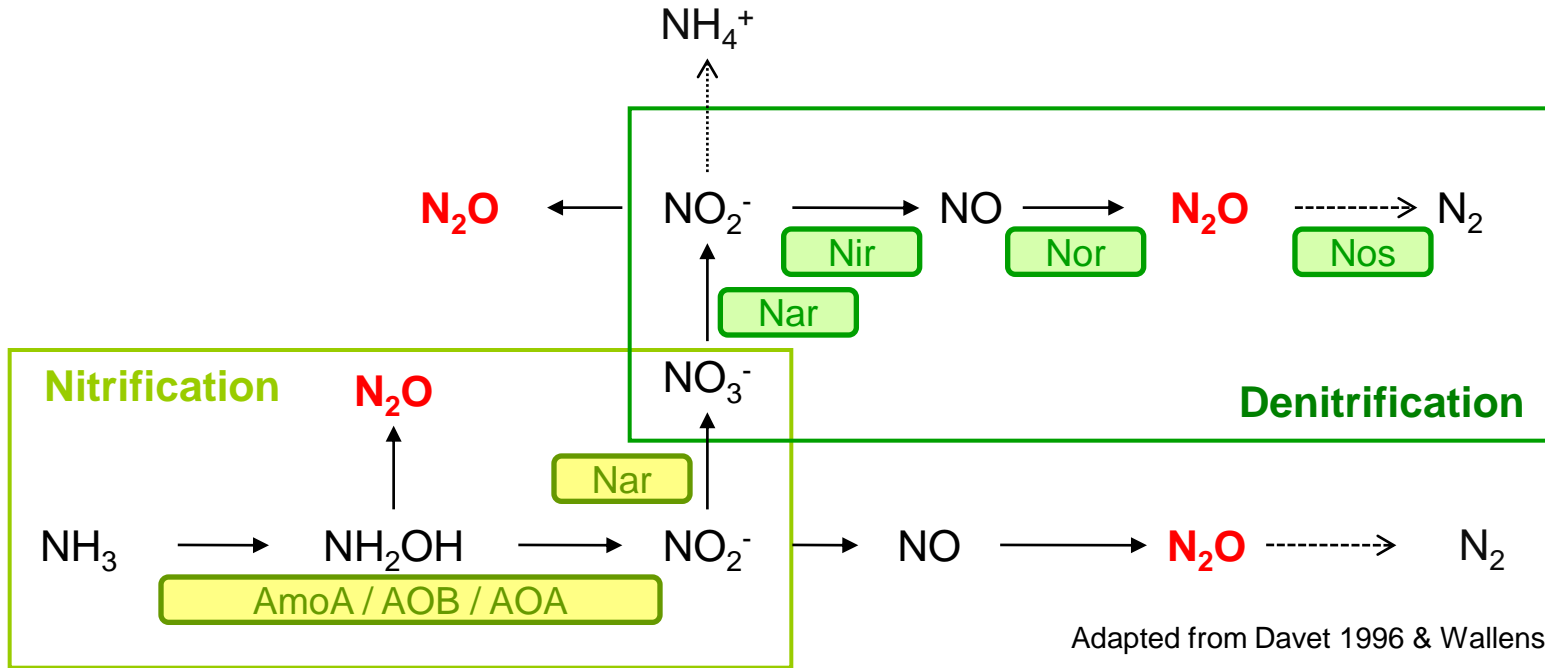 NH₄⁺
N₂O NO₂⁻ NO N₂O N₂
Nir Nor Nos
Nar
Nitrification N₂O NO₃⁻ Denitrification
Nar
NH₃ NH₂OH NO₂⁻ NO N₂O N₂
AmoA / AOB / AOA
Adapted from Davet 1996 & Wallens